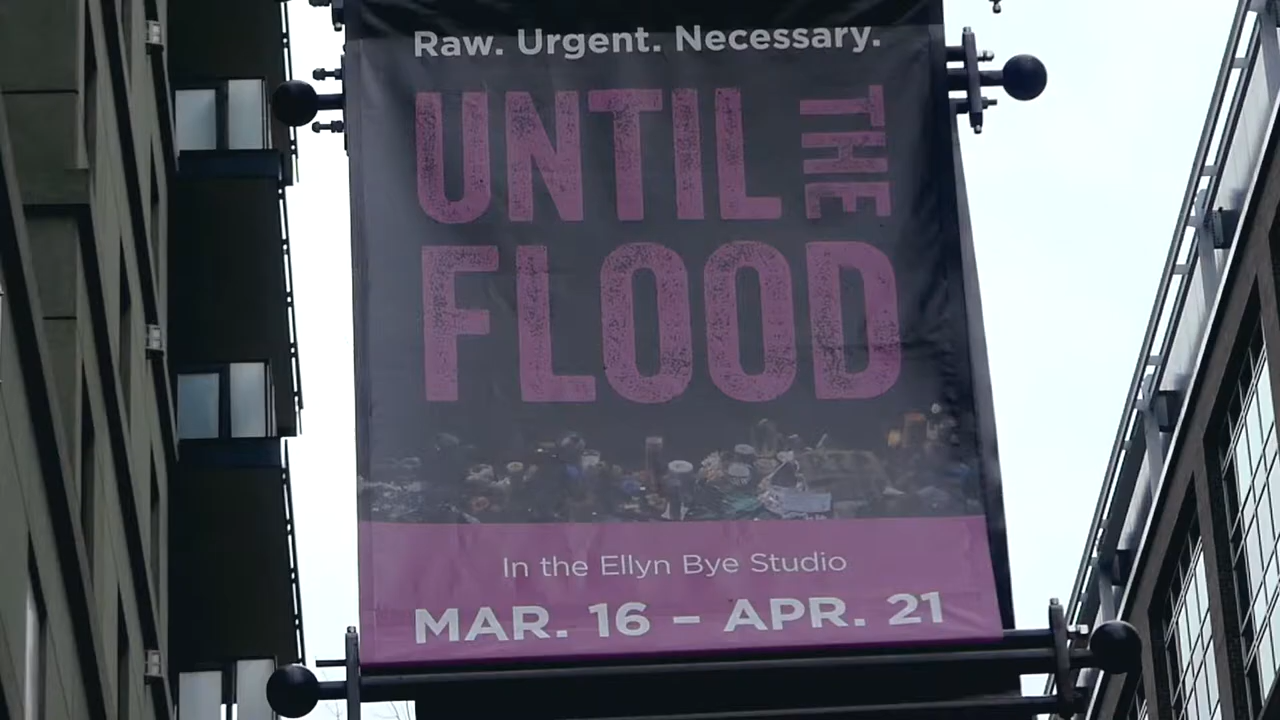 Raw. Urgent. Necessary.
UNTIL THE
FLOOD
In the Ellyn Bye Studio
MAR. 16 – APR. 21